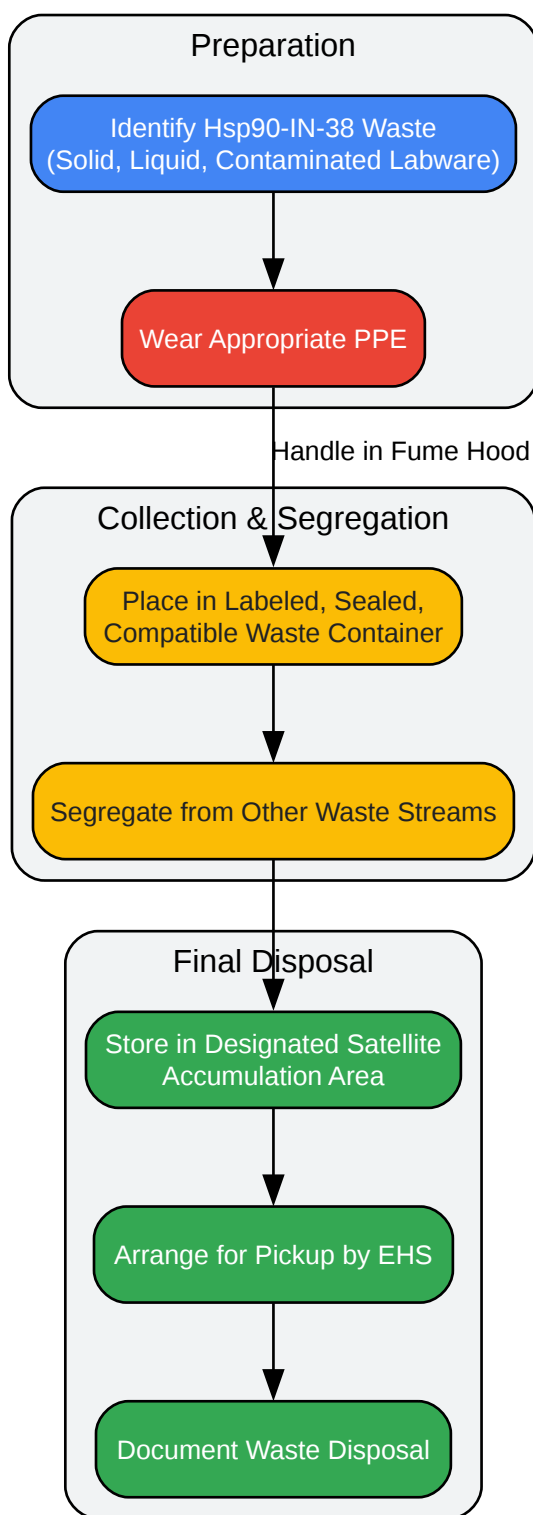 Preparation
Identify Hsp90-IN-38 Waste
(Solid, Liquid, Contaminated Labware)
Wear Appropriate PPE
Handle in Fume Hood
Collection & Segregation
Place in Labeled, Sealed,
Compatible Waste Container
Segregate from Other Waste Streams
Final Disposal
Store in Designated Satellite
Accumulation Area
Arrange for Pickup by EHS
Document Waste Disposal